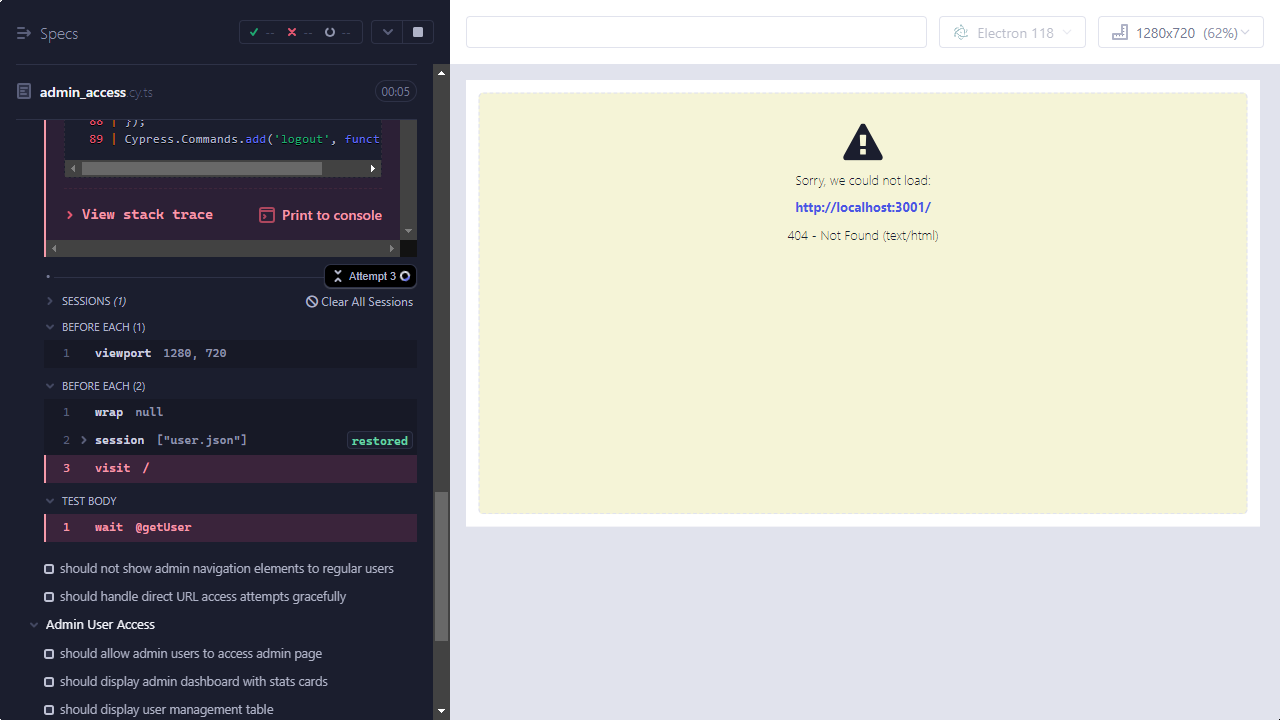 Specs
-- -- --
Electron 118
1280x720 (62%)
admin_access.cy.ts
00:05
88 | });
89 | Cypress.Commands.add('logout', funct
View stack trace
Print to console
Attempt 3
SESSIONS (1)
Clear All Sessions
BEFORE EACH (1)
1 viewport 1280, 720
BEFORE EACH (2)
1 wrap null
2 session ["user.json"] restored
3 visit /
TEST BODY
1 wait @getUser
should not show admin navigation elements to regular users
should handle direct URL access attempts gracefully
Admin User Access
should allow admin users to access admin page
should display admin dashboard with stats cards
should display user management table
Sorry, we could not load:
http://localhost:3001/
404 - Not Found (text/html)